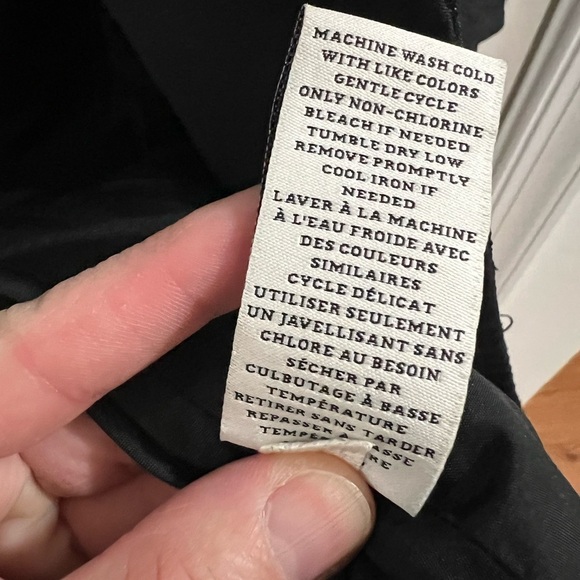 MACHINE WASH COLD
WITH LIKE COLORS
GENTLE CYCLE
ONLY NON-CHLORINE
BLEACH IF NEEDED
TUMBLE DRY LOW
REMOVE PROMPTLY
COOL IRON IF
NEEDED
LAVER À LA MACHINE
À L'EAU FROIDE AVEC
DES COULEURS
SIMILAIRES
CYCLE DÉLICAT
UTILISER SEULEMENT
UN JAVELLISANT SANS
CHLORE AU BESOIN
SÉCHER PAR
CULBUTAGE À BASSE
TEMPÉRATURE
RETIRER SANS TARDER
REPASSER À BASSE